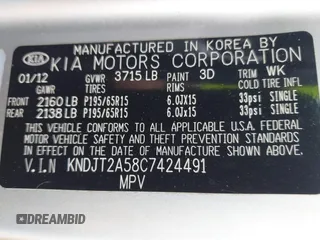 MANUFACTURED IN KOREA BY
KIA KIA MOTORS CORPORATION
01/12 GVWR 3715 LB PAINT 3D TRIM WK
GAWR TIRES RIMS COLD TIRE INFL
FRONT 2160 LB P195/65R15 6.0JX15 33psi SINGLE
REAR 2138 LB P195/65R15 6.0JX15 33psi SINGLE
THIS VEHICLE CONFORMS TO ALL APPLICABLE U.S.A. FEDERAL
MOTOR VEHICLE SAFETY AND THEFT PREVENTION STANDARDS
IN EFFECT ON THE DATE OF MANUFACTURE SHOWN ABOVE.
V.I.N KNDJT2A58C7424491
MPV
DREAMBID